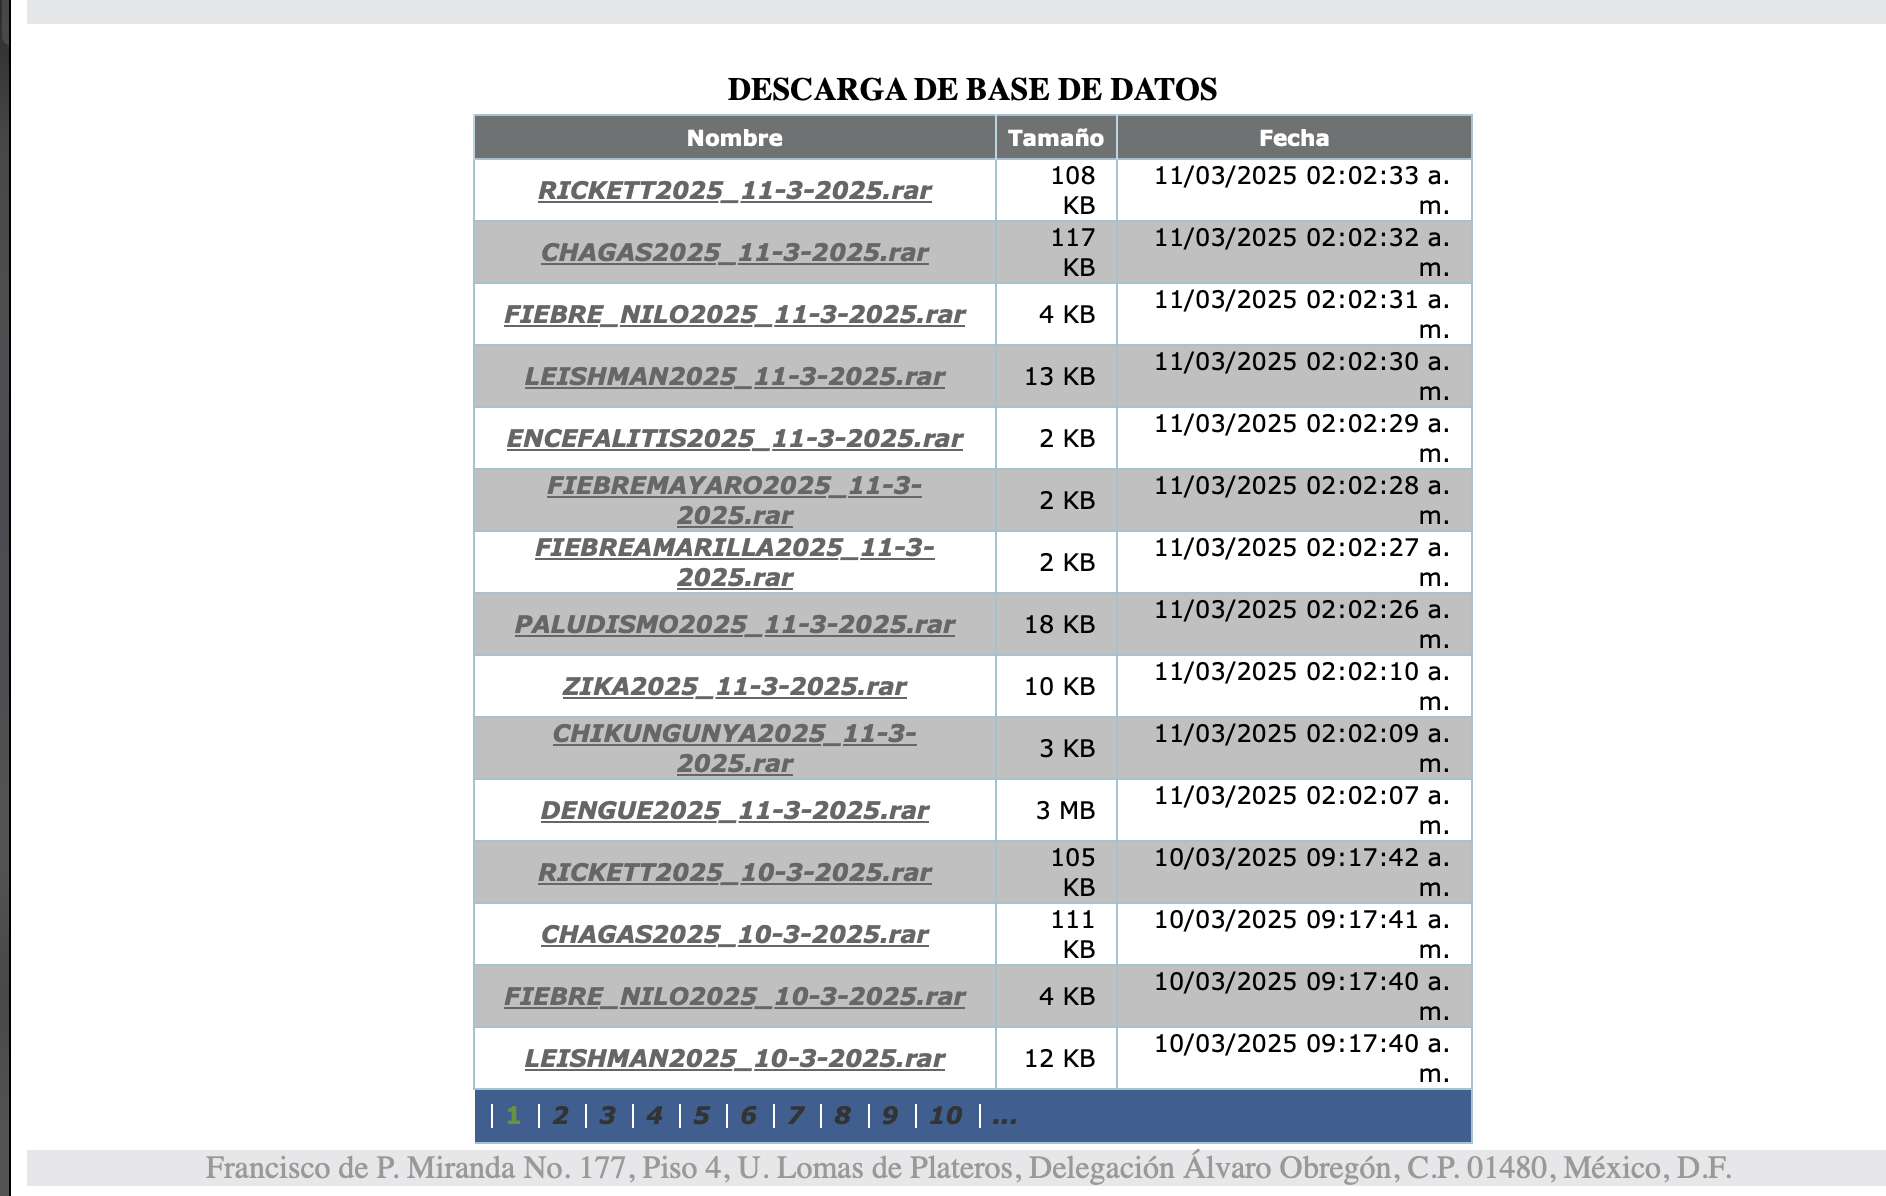 DESCARGA DE BASE DE DATOS
Nombre Tamaño Fecha
RICKETT2025_11-3-2025.rar 108 KB 11/03/2025 02:02:33 a. m.
CHAGAS2025_11-3-2025.rar 117 KB 11/03/2025 02:02:32 a. m.
FIEBRE_NILO2025_11-3-2025.rar 4 KB 11/03/2025 02:02:31 a. m.
LEISHMAN2025_11-3-2025.rar 13 KB 11/03/2025 02:02:30 a. m.
ENCEFALITIS2025_11-3-2025.rar 2 KB 11/03/2025 02:02:29 a. m.
FIEBREMAYARO2025_11-3-2025.rar 2 KB 11/03/2025 02:02:28 a. m.
FIEBREAMARILLA2025_11-3-2025.rar 2 KB 11/03/2025 02:02:27 a. m.
PALUDISMO2025_11-3-2025.rar 18 KB 11/03/2025 02:02:26 a. m.
ZIKA2025_11-3-2025.rar 10 KB 11/03/2025 02:02:10 a. m.
CHIKUNGUNYA2025_11-3-2025.rar 3 KB 11/03/2025 02:02:09 a. m.
DENGUE2025_11-3-2025.rar 3 MB 11/03/2025 02:02:07 a. m.
RICKETT2025_10-3-2025.rar 105 KB 10/03/2025 09:17:42 a. m.
CHAGAS2025_10-3-2025.rar 111 KB 10/03/2025 09:17:41 a. m.
FIEBRE_NILO2025_10-3-2025.rar 4 KB 10/03/2025 09:17:40 a. m.
LEISHMAN2025_10-3-2025.rar 12 KB 10/03/2025 09:17:40 a. m.
| 1 | 2 | 3 | 4 | 5 | 6 | 7 | 8 | 9 | 10 | ...
Francisco de P. Miranda No. 177, Piso 4, U. Lomas de Plateros, Delegación Álvaro Obregón, C.P. 01480, México, D.F.